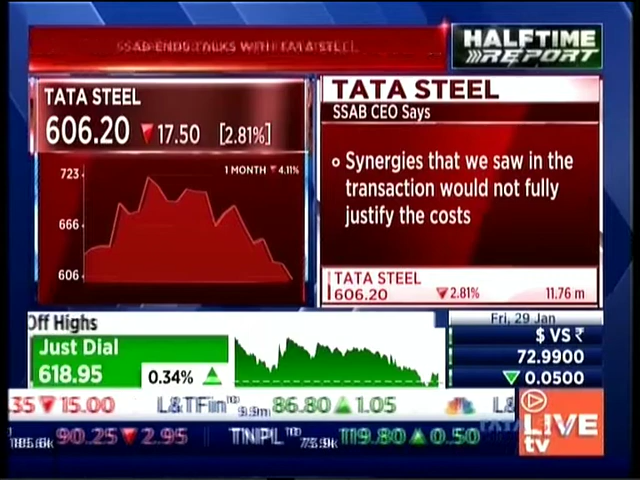 SSAB ENDS TALKS WITH TATA STEEL
HALFTIME
REPORT
TATA STEEL
606.20 ▼17.50 [2.81%]
1 MONTH ▼4.11%
723
666
606
TATA STEEL
SSAB CEO Says
Synergies that we saw in the
transaction would not fully
justify the costs
TATA STEEL
606.20 ▼2.81% 11.76 m
Off Highs
Just Dial
618.95 0.34% ▲
Fri, 29 Jan
$ VS ₹
72.9900
▼0.0500
.35▼15.00 L&TFin 86.80▲1.05 L&
90.25▼2.95 TNPL 119.80▲0.50
LIVE
tv